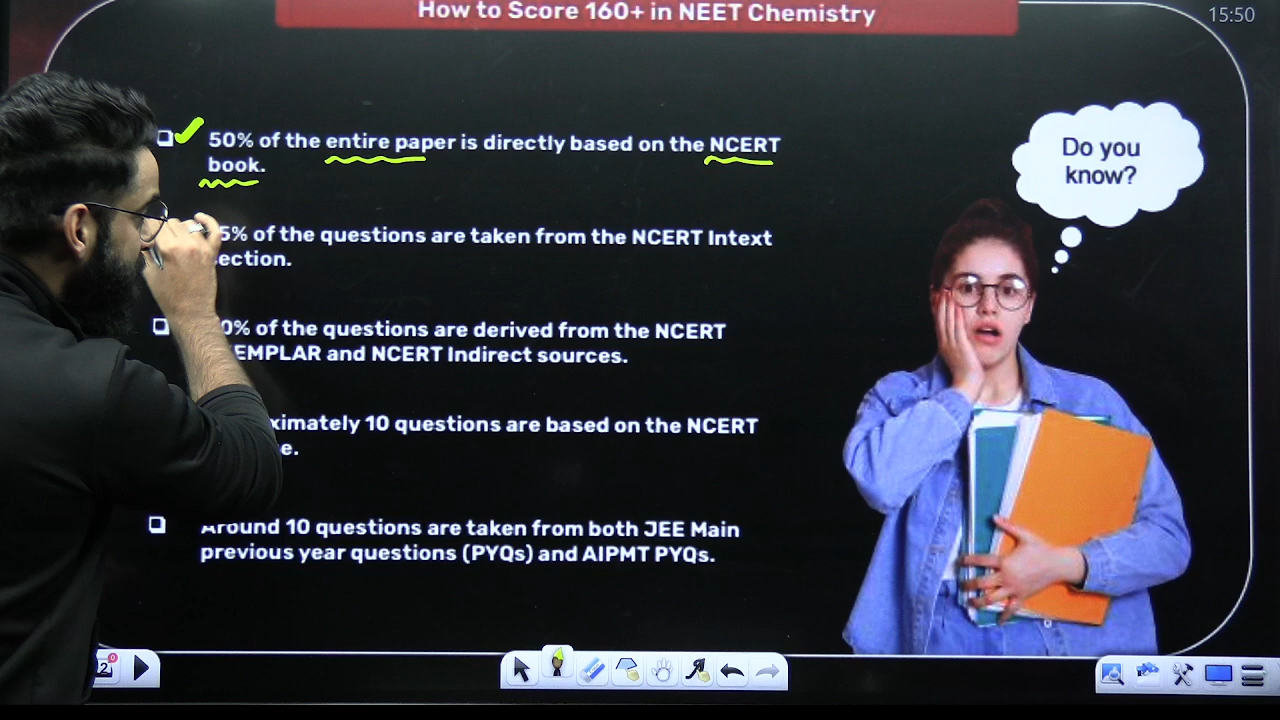 How to Score 160+ in NEET Chemistry
15:50
50% of the entire paper is directly based on the NCERT
book.
Do you
know?
5% of the questions are taken from the NCERT Intext
ection.
0% of the questions are derived from the NCERT
EMPLAR and NCERT Indirect sources.
ximately 10 questions are based on the NCERT
e.
Around 10 questions are taken from both JEE Main
previous year questions (PYQs) and AIPMT PYQs.